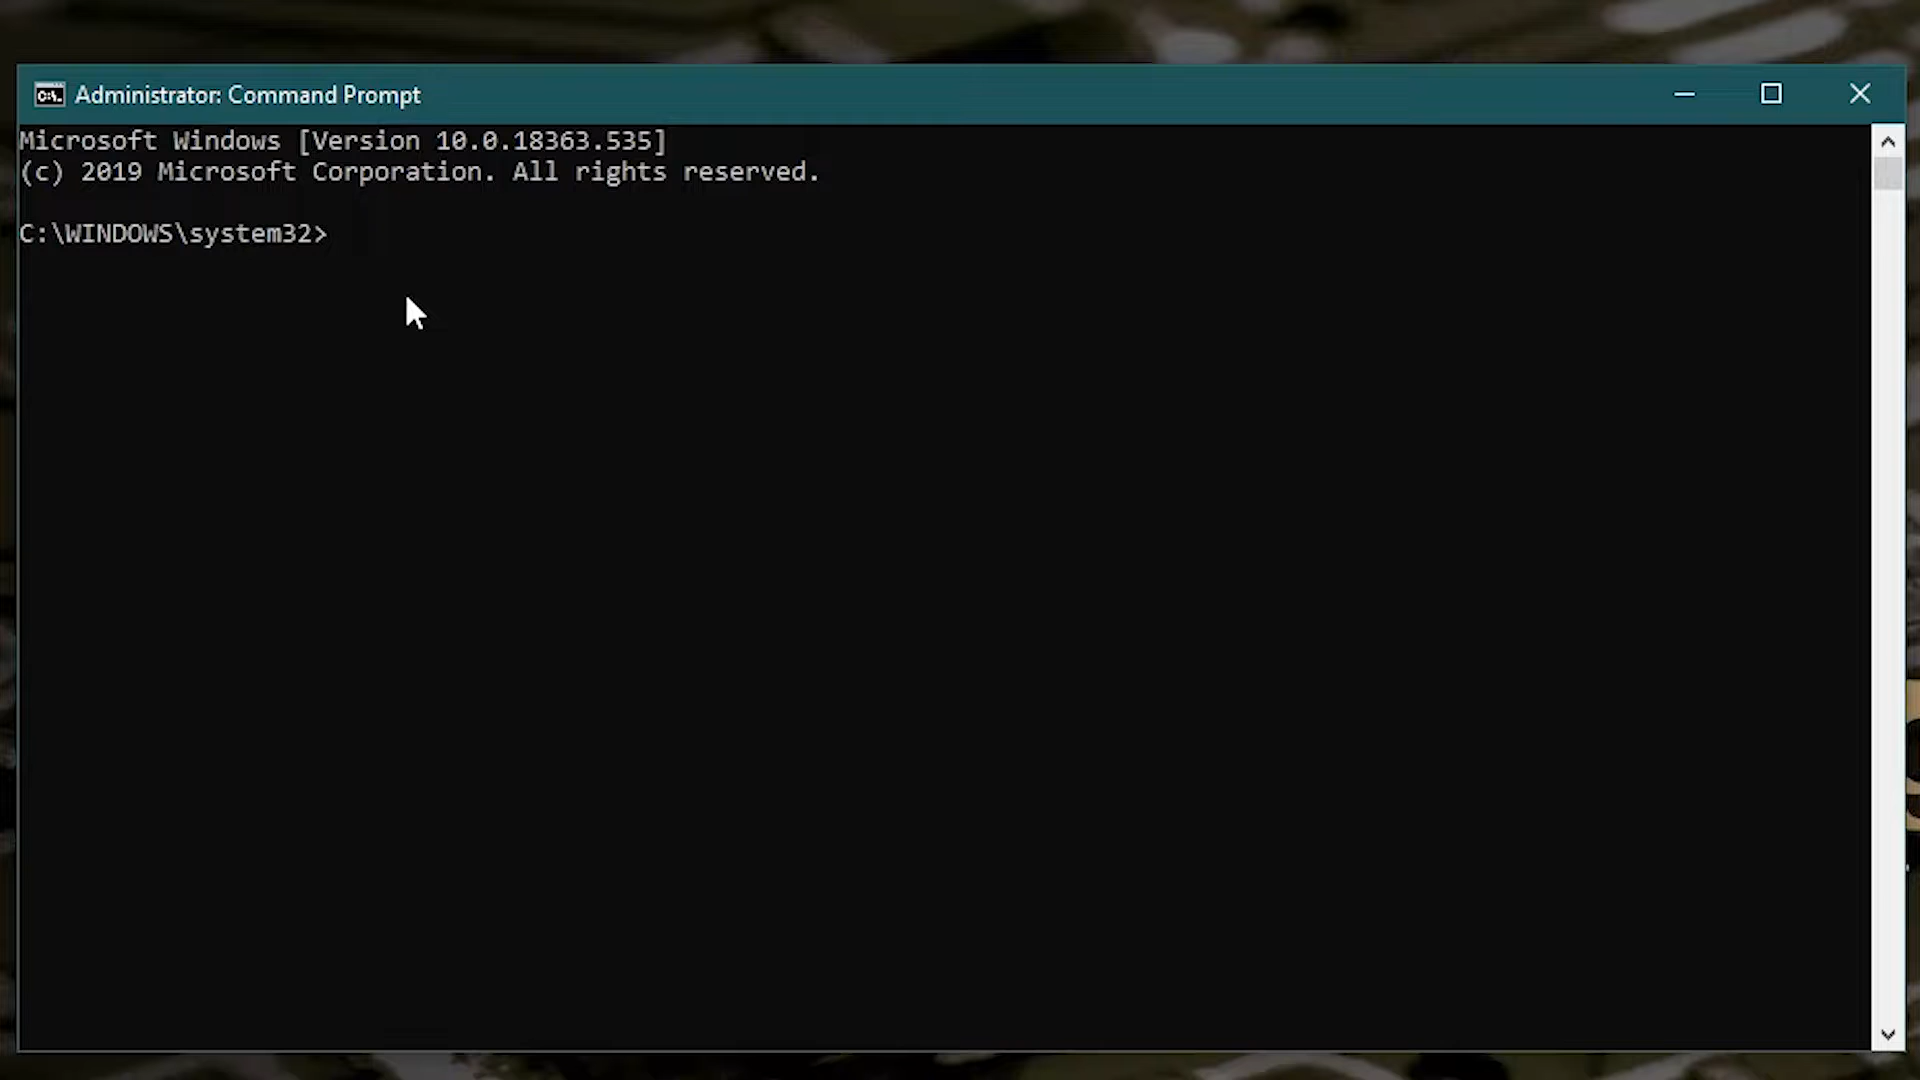 Administrator: Command Prompt
Microsoft Windows [Version 10.0.18363.535]
(c) 2019 Microsoft Corporation. All rights reserved.
C:\WINDOWS\system32>